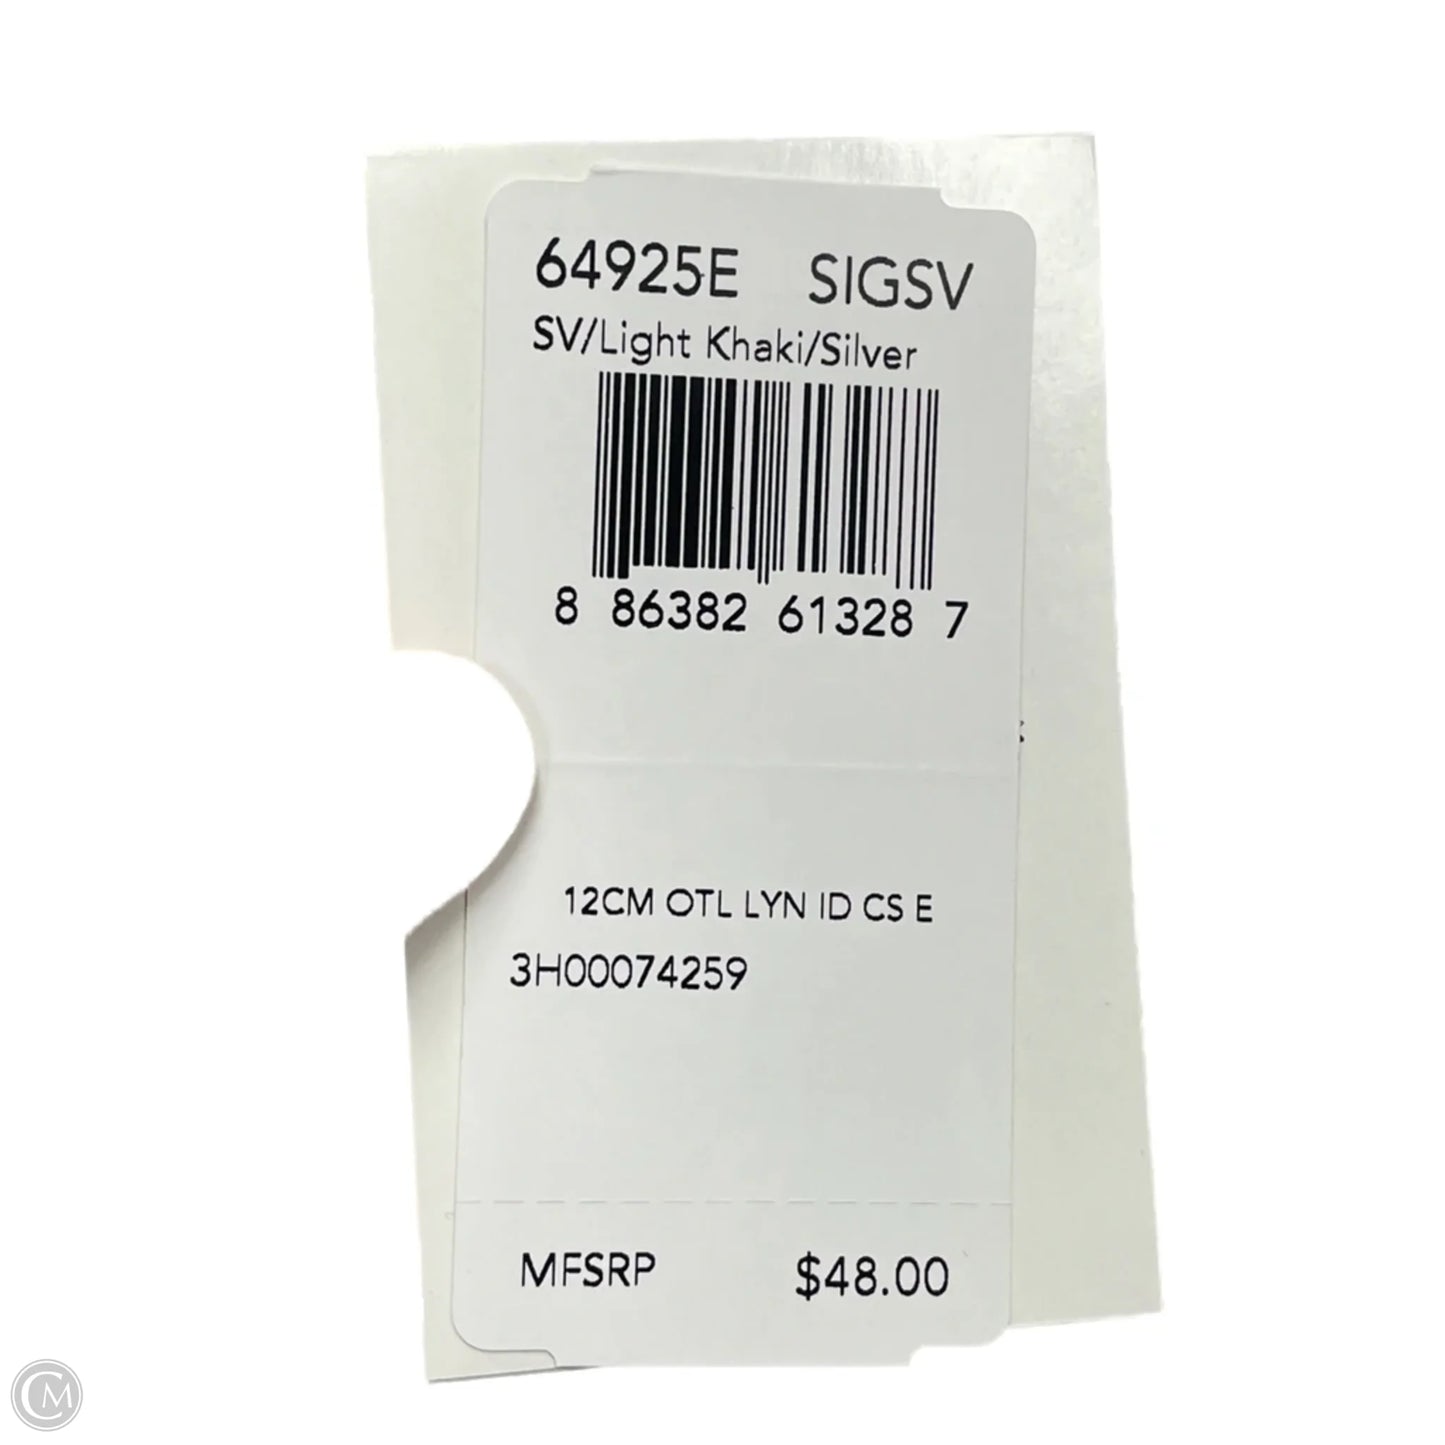 64925E SIGSV
SV/Light Khaki/Silver
8 86382 61328 7
12CM OTL LYN ID CS E
3H00074259
MFSRP $48.00
CM